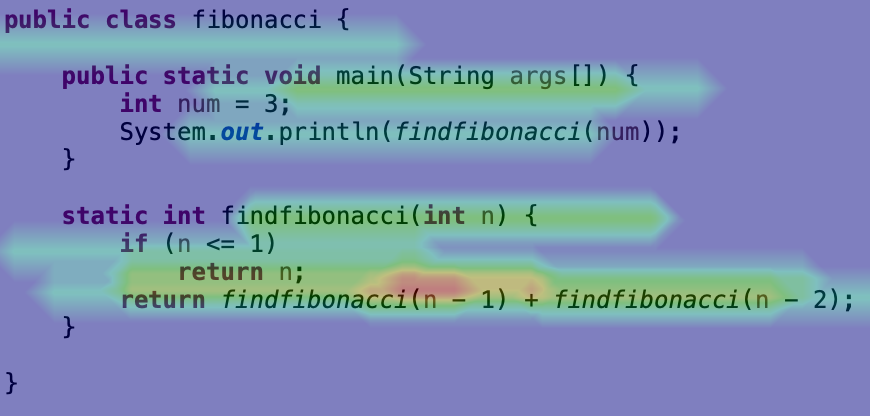 public class fibonacci {
    public static void main(String args[]) {
        int num = 3;
        System.out.println(findfibonacci(num));
    }
    static int findfibonacci(int n) {
        if (n <= 1)
            return n;
        return findfibonacci(n - 1) + findfibonacci(n - 2);
    }
}